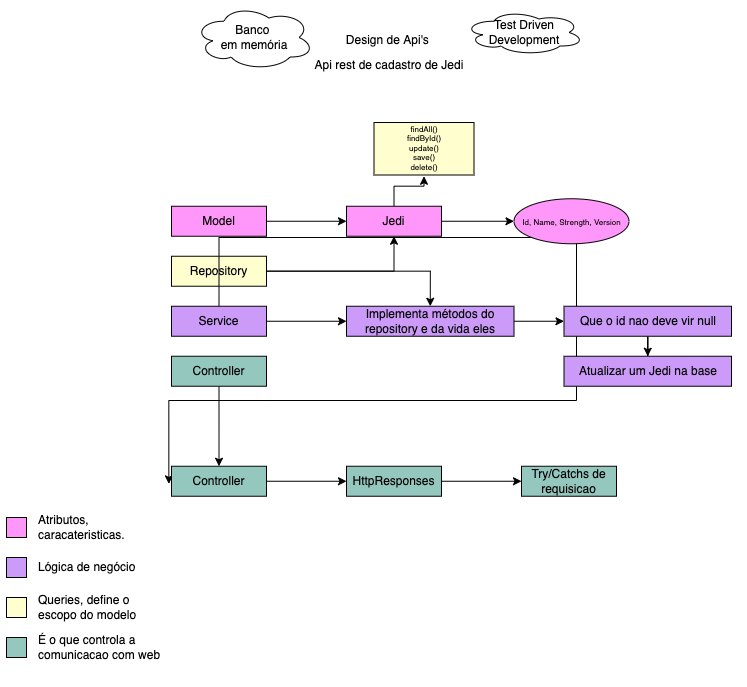 Banco
em memória
Design de Api's
Test Driven
Development
Api rest de cadastro de Jedi
findAll()
findById()
update()
save()
delete()
Model
Jedi
Id, Name, Strength, Version
Repository
Service
Implementa métodos do
repository e da vida eles
Que o id nao deve vir null
Controller
Atualizar um Jedi na base
Controller
HttpResponses
Try/Catchs de
requisicao
Atributos,
caracateristicas.
Lógica de negócio
Queries, define o
escopo do modelo
É o que controla a
comunicacao com web